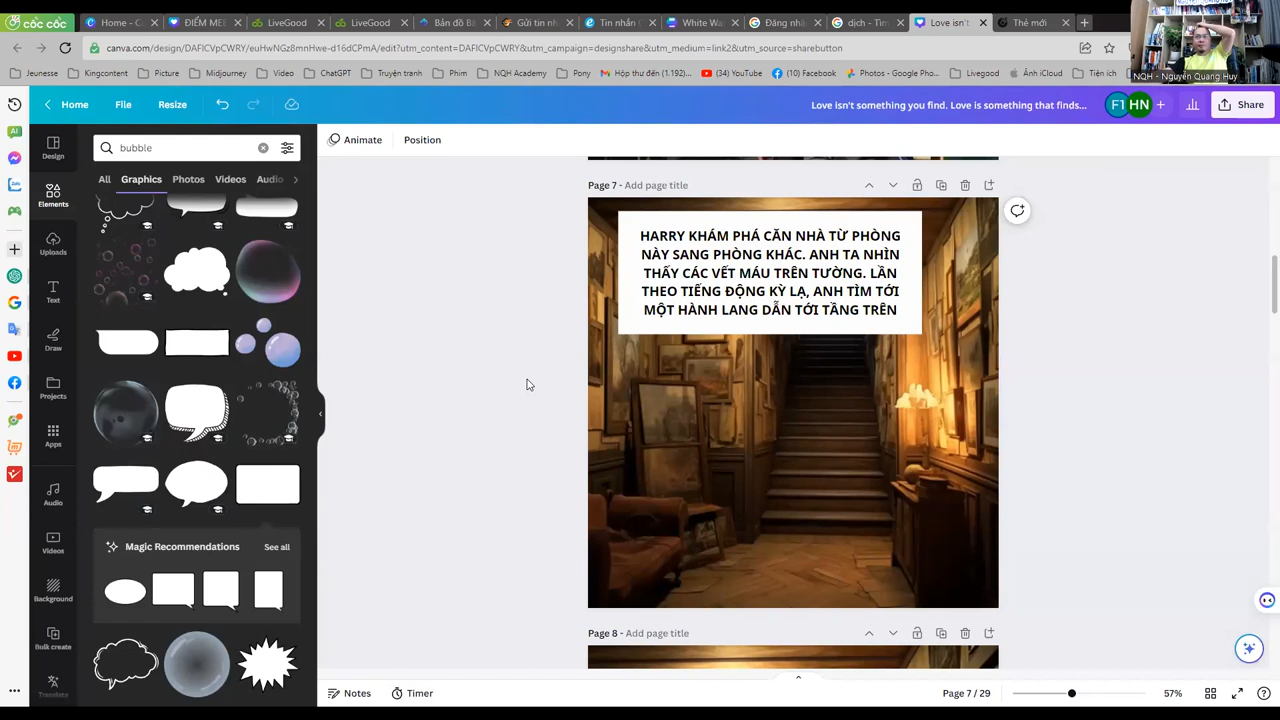 CỐC CỐC
Home - C
ĐIỂM MEE
LiveGood
LiveGood
Bản đồ Bả
Gửi tin nh
Tin nhắn
White Wa
Đăng nhậ
dịch - Tìm
Love isn't
Thẻ mới
canva.com/design/DAFlCVpCWRY/euHwNGz8mnHwe-d16dCPmA/edit?utm_content=DAFlCVpCWRY&utm_campaign=designshare&utm_medium=link2&utm_source=sharebutton
NQH - Nguyễn Quang Huy
Jeunesse
Kingcontent
Picture
Midjourney
Video
ChatGPT
Truyện tranh
Phim
NQH Academy
Pony
Hộp thư đến (1.192)...
(34) YouTube
(10) Facebook
Photos - Google Pho...
Livegood
Ảnh iCloud
Tiện ích
Home
File
Resize
Love isn't something you find. Love is something that finds...
HN
Share
Design
Elements
Uploads
Text
Draw
Projects
Apps
Audio
Videos
Background
Bulk create
Translate
bubble
All
Graphics
Photos
Videos
Audio
Magic Recommendations
See all
Animate
Position
Page 7 - Add page title
HARRY KHÁM PHÁ CĂN NHÀ TỪ PHÒNG
NÀY SANG PHÒNG KHÁC. ANH TA NHÌN
THẤY CÁC VẾT MÁU TRÊN TƯỜNG. LẦN
THEO TIẾNG ĐỘNG KỲ LẠ, ANH TÌM TỚI
MỘT HÀNH LANG DẪN TỚI TẦNG TRÊN
Page 8 - Add page title
Notes
Timer
Page 7 / 29
57%